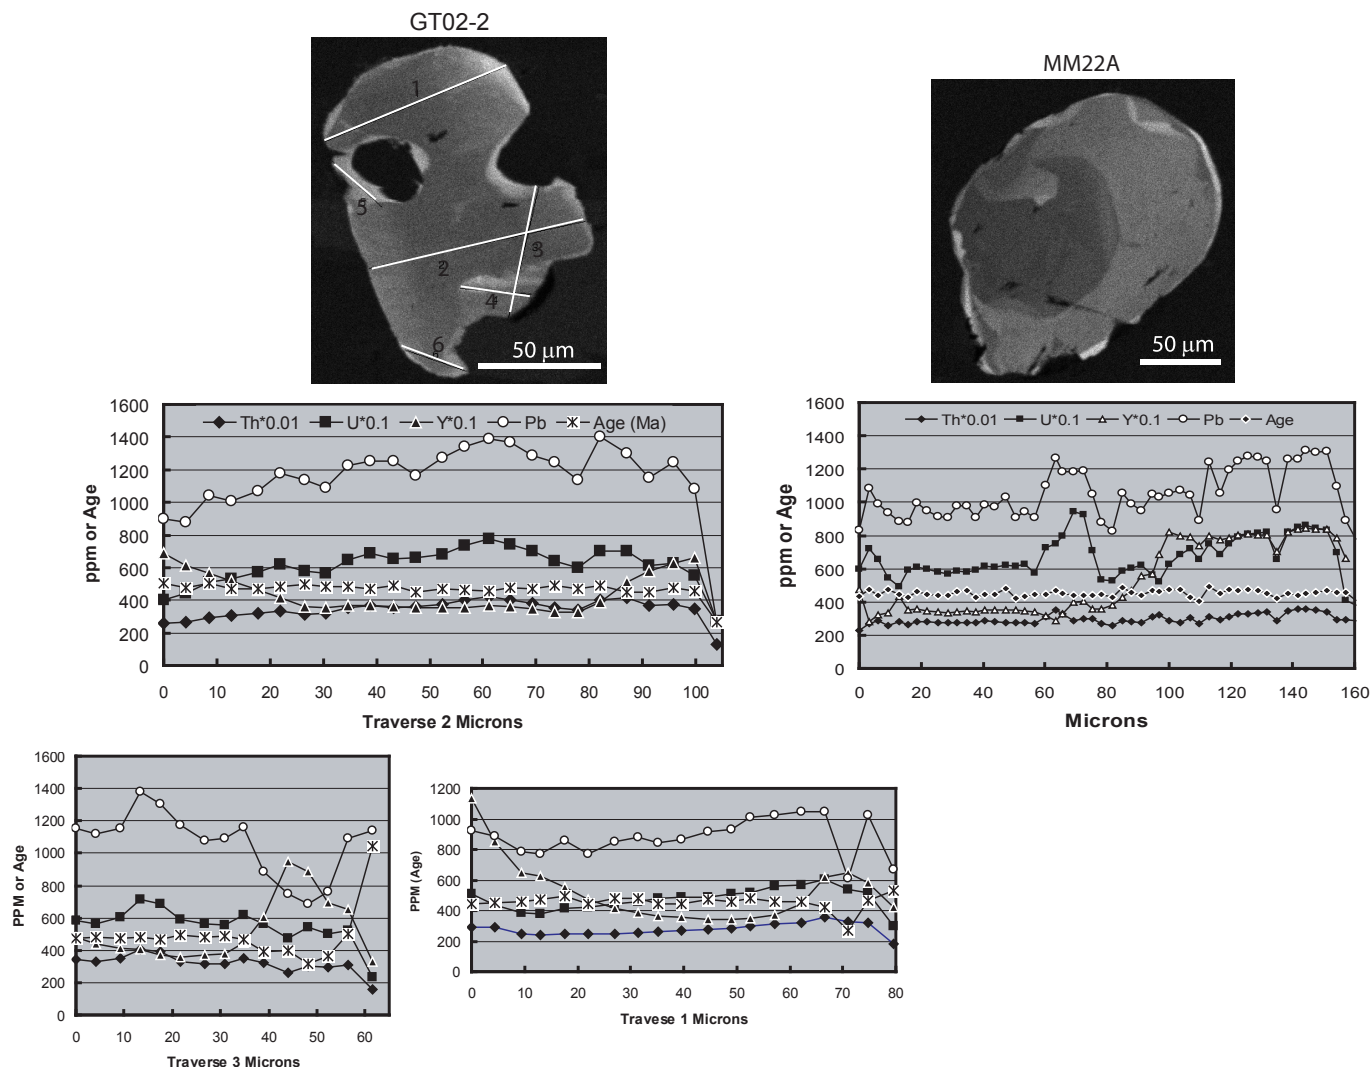 GT02-2
1
5
2
3
4
6
50 μm
MM22A
50 μm
1600
1400
1200
1000
800
600
400
200
0
ppm or Age
Th*0.01 U*0.1 Y*0.1 Pb Age (Ma)
0 10 20 30 40 50 60 70 80 90 100
Traverse 2 Microns
1600
1400
1200
1000
800
600
400
200
0
ppm or Age
Th*0.01 U*0.1 Y*0.1 Pb Age
0 20 40 60 80 100 120 140 160
Microns
1600
1400
1200
1000
800
600
400
200
0
PPM or Age
0 10 20 30 40 50 60
Traverse 3 Microns
1200
1000
800
600
400
200
0
PPM (Age)
0 10 20 30 40 50 60 70 80
Travese 1 Microns